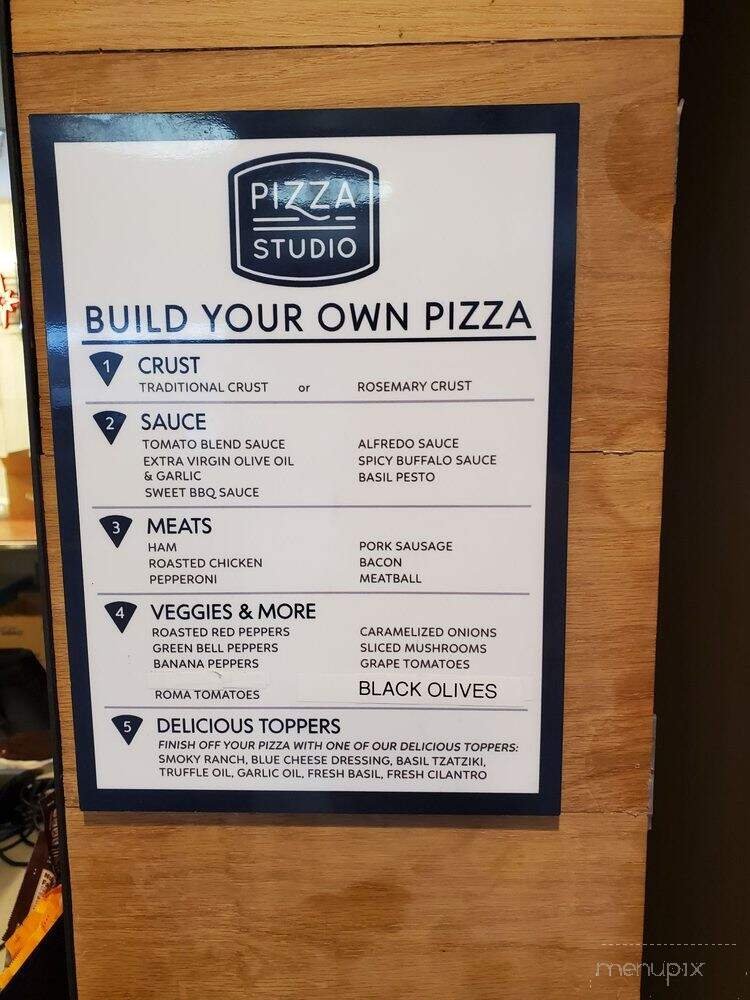 PIZZA
STUDIO
BUILD YOUR OWN PIZZA
1 CRUST
TRADITIONAL CRUST or ROSEMARY CRUST
2 SAUCE
TOMATO BLEND SAUCE ALFREDO SAUCE
EXTRA VIRGIN OLIVE OIL SPICY BUFFALO SAUCE
& GARLIC BASIL PESTO
SWEET BBQ SAUCE
3 MEATS
HAM PORK SAUSAGE
ROASTED CHICKEN BACON
PEPPERONI MEATBALL
4 VEGGIES & MORE
ROASTED RED PEPPERS CARAMELIZED ONIONS
GREEN BELL PEPPERS SLICED MUSHROOMS
BANANA PEPPERS GRAPE TOMATOES
ROMA TOMATOES BLACK OLIVES
5 DELICIOUS TOPPERS
FINISH OFF YOUR PIZZA WITH ONE OF OUR DELICIOUS TOPPERS:
SMOKY RANCH, BLUE CHEESE DRESSING, BASIL TZATZIKI,
TRUFFLE OIL, GARLIC OIL, FRESH BASIL, FRESH CILANTRO
menupix